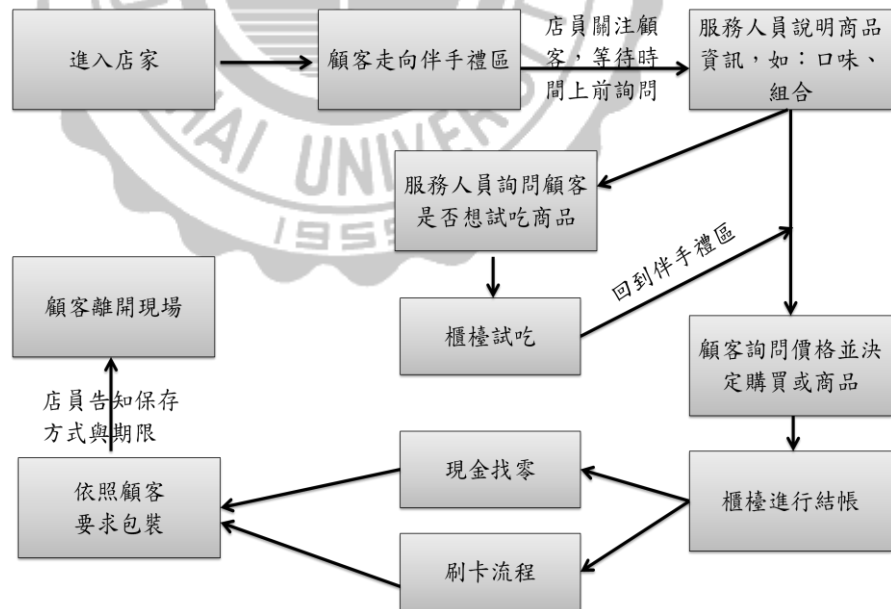 進入店家
顧客走向伴手禮區
店員關注顧
客，等待時
間上前詢問
服務人員說明商品
資訊，如：口味、
組合
服務人員詢問顧客
是否想試吃商品
櫃檯試吃
回到伴手禮區
顧客詢問價格並決
定購買或商品
櫃檯進行結帳
現金找零
刷卡流程
依照顧客
要求包裝
店員告知保存
方式與期限
顧客離開現場
HAI UNIVER
1955